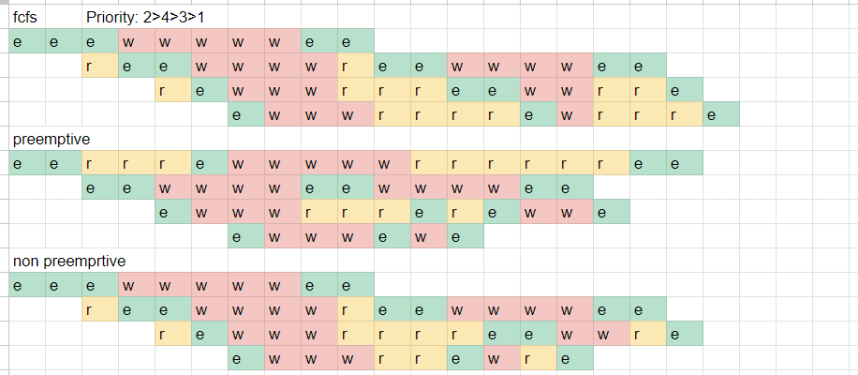 fcfs Priority: 2>4>3>1
e e e w w w w w e e
r e e w w w w r e e w w w w e e
r e w w w r r r e e w w r r e
e w w w r r r r e w r r r e
preemptive
e e r r r e w w w w w r r r r r r e e
e e w w w w e e w w w w e e
e w w w r r r e r e w w e
e w w w e w e
non preemprtive
e e e w w w w w e e
r e e w w w w r e e w w w w e e
r e w w w r r r r e e w w r e
e w w w r r e w r e